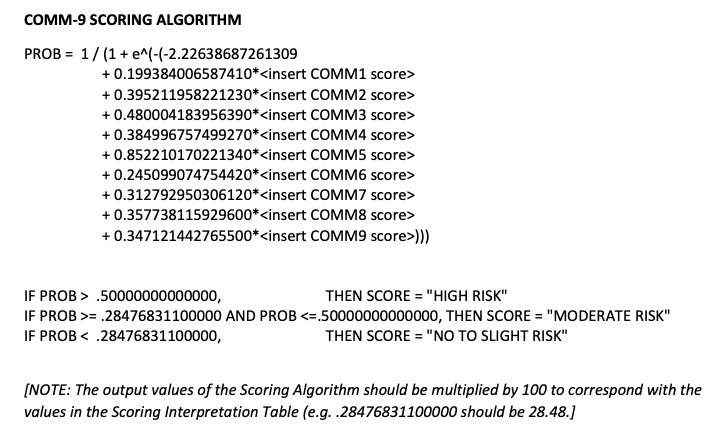 COMM-9 SCORING ALGORITHM
PROB = 1 / (1 + e^(-(-2.22638687261309
+ 0.199384006587410*<insert COMM1 score>
+ 0.395211958221230*<insert COMM2 score>
+ 0.480004183956390*<insert COMM3 score>
+ 0.384996757499270*<insert COMM4 score>
+ 0.852210170221340*<insert COMM5 score>
+ 0.245099074754420*<insert COMM6 score>
+ 0.312792950306120*<insert COMM7 score>
+ 0.357738115929600*<insert COMM8 score>
+ 0.347121442765500*<insert COMM9 score>)))
IF PROB > .50000000000000, THEN SCORE = "HIGH RISK"
IF PROB >= .28476831100000 AND PROB <=.50000000000000, THEN SCORE = "MODERATE RISK"
IF PROB < .28476831100000, THEN SCORE = "NO TO SLIGHT RISK"
[NOTE: The output values of the Scoring Algorithm should be multiplied by 100 to correspond with the
values in the Scoring Interpretation Table (e.g. .28476831100000 should be 28.48.]